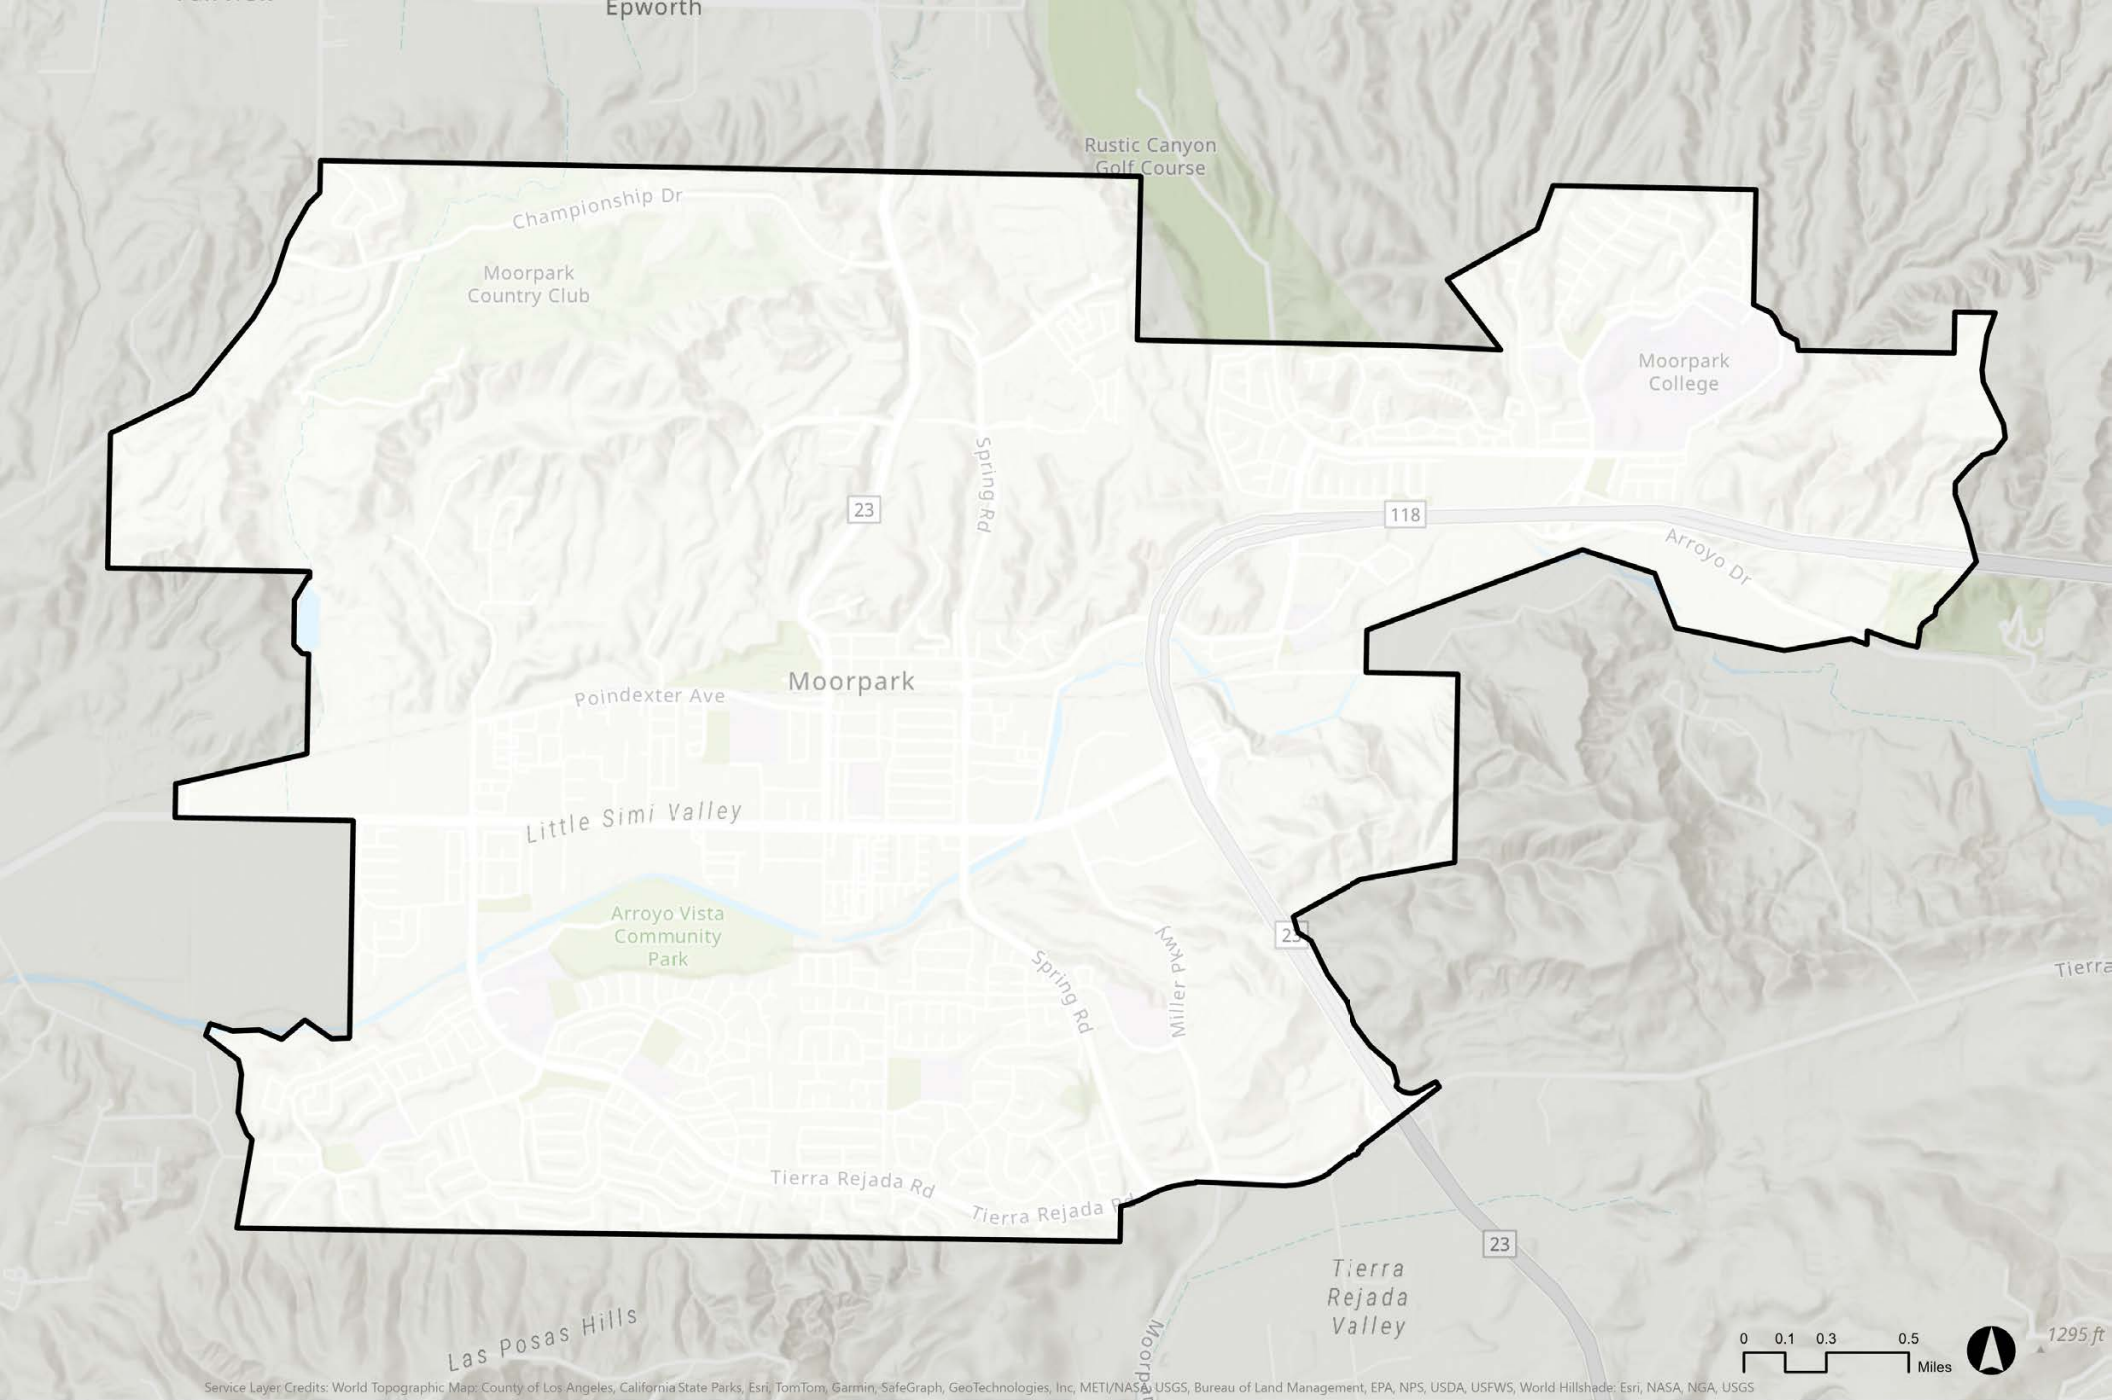 Epworth
Rustic Canyon
Golf Course
Championship Dr
Moorpark
Country Club
Moorpark
College
Spring Rd
23
118
Arroyo Dr
Moorpark
Poindexter Ave
Little Simi Valley
Arroyo Vista
Community
Park
23
Miller Pkwy
Spring Rd
Tierra
Tierra Rejada Rd
Tierra Rejada Rd
23
Tierra
Rejada
Valley
Las Posas Hills
Moorpar
0 0.1 0.3 0.5
Miles
1295 ft
Service Layer Credits: World Topographic Map: County of Los Angeles, California State Parks, Esri, TomTom, Garmin, SafeGraph, GeoTechnologies, Inc, METI/NASA, USGS, Bureau of Land Management, EPA, NPS, USDA, USFWS, World Hillshade: Esri, NASA, NGA, USGS